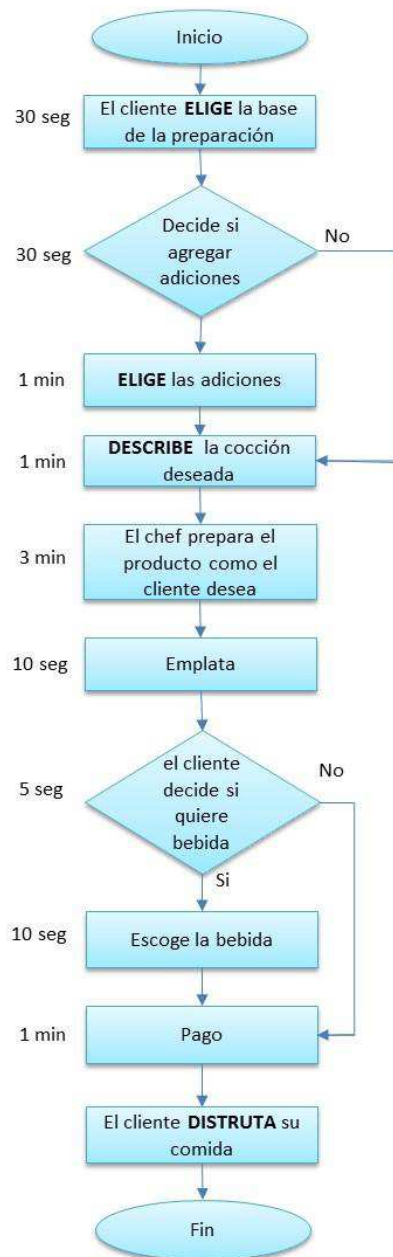 Inicio
30 seg
El cliente ELIGE la base
de la preparación
Decide si
agregar
adiciones
No
30 seg
1 min
ELIGE las adiciones
1 min
DESCRIBE la cocción
deseada
3 min
El chef prepara el
producto como el
cliente desea
10 seg
Emplata
5 seg
el cliente
decide si
quiere
bebida
No
Si
10 seg
Escoge la bebida
1 min
Pago
El cliente DISTRUTA su
comida
Fin